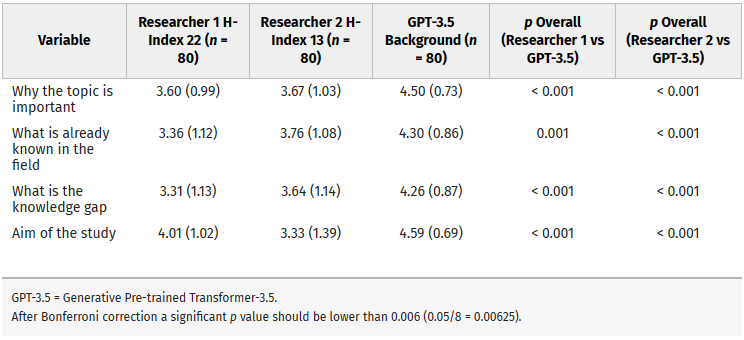 Variable
Researcher 1 H-
Index 22 (n =
80)
Researcher 2 H-
Index 13 (n =
80)
GPT-3.5
Background (n
= 80)
p Overall
(Researcher 1 vs
GPT-3.5)
p Overall
(Researcher 2 vs
GPT-3.5)
Why the topic is
important
3.60 (0.99)
3.67 (1.03)
4.50 (0.73)
< 0.001
< 0.001
What is already
known in the
field
3.36 (1.12)
3.76 (1.08)
4.30 (0.86)
0.001
< 0.001
What is the
knowledge gap
3.31 (1.13)
3.64 (1.14)
4.26 (0.87)
< 0.001
< 0.001
Aim of the study
4.01 (1.02)
3.33 (1.39)
4.59 (0.69)
< 0.001
< 0.001
GPT-3.5 = Generative Pre-trained Transformer-3.5.
After Bonferroni correction a significant p value should be lower than 0.006 (0.05/8 = 0.00625).